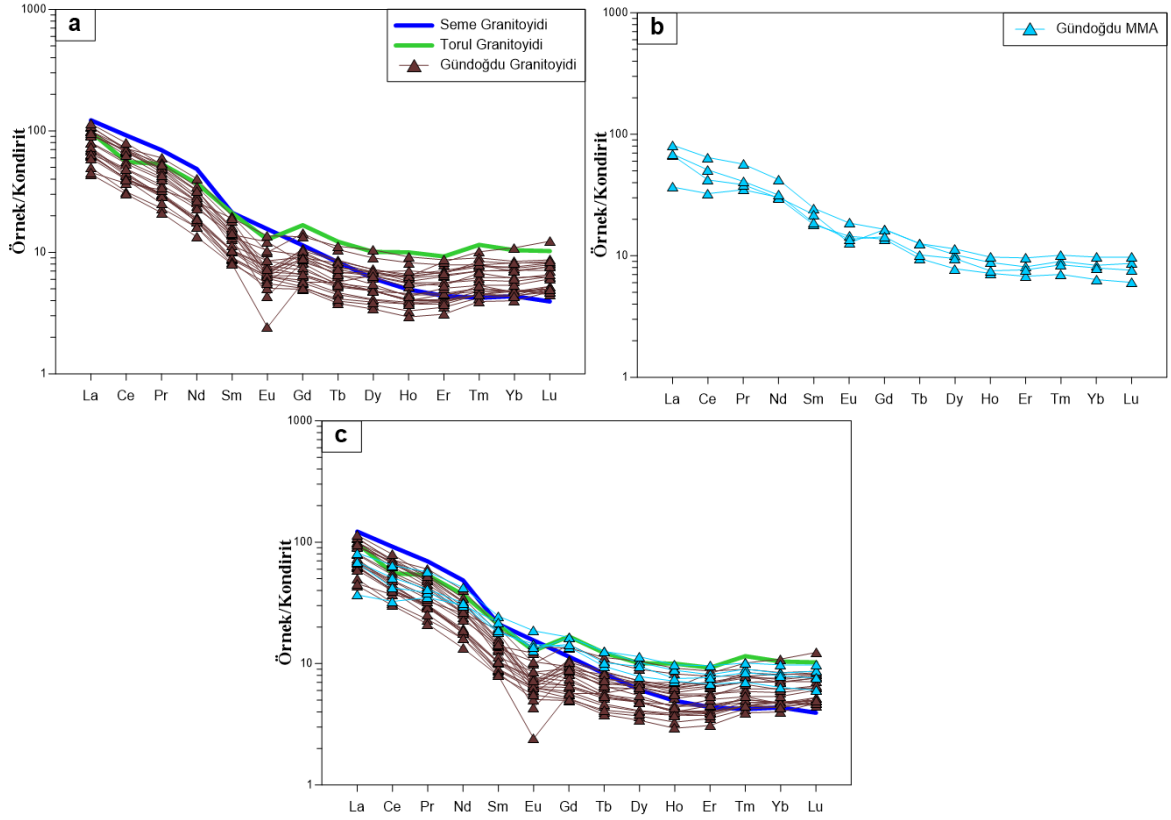 a
Seme Granitoyidi
Torul Granitoyidi
Gündoğdu Granitoyidi
Örnek/Kondirit
1000
100
10
1
La Ce Pr Nd Sm Eu Gd Tb Dy Ho Er Tm Yb Lu
b
Gündoğdu MMA
Örnek/Kondirit
1000
100
10
1
La Ce Pr Nd Sm Eu Gd Tb Dy Ho Er Tm Yb Lu
c
Örnek/Kondirit
1000
100
10
1
La Ce Pr Nd Sm Eu Gd Tb Dy Ho Er Tm Yb Lu